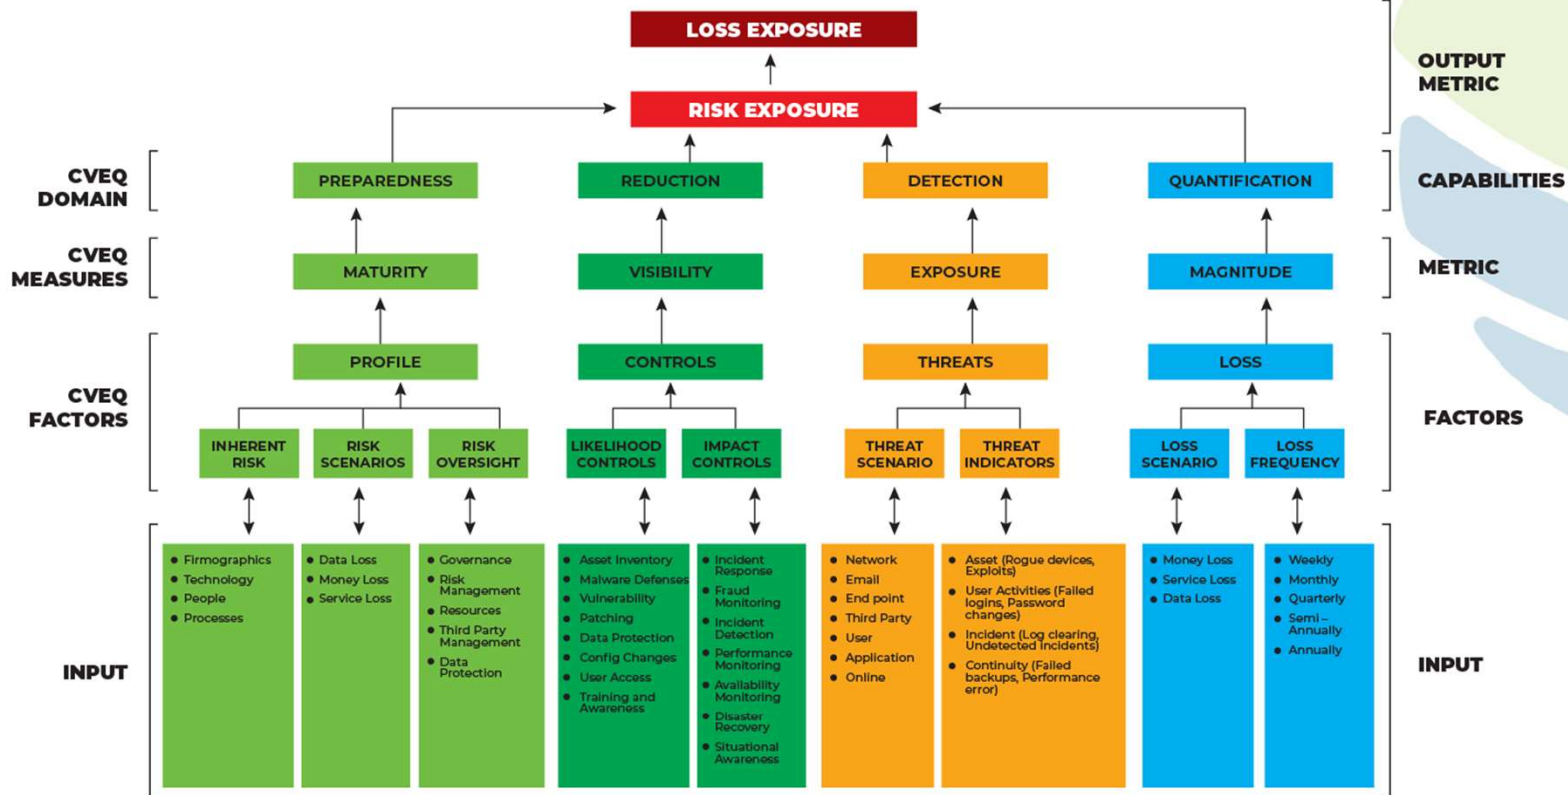 LOSS EXPOSURE
RISK EXPOSURE
OUTPUT
METRIC
CVEQ
DOMAIN
PREPAREDNESS
REDUCTION
DETECTION
QUANTIFICATION
CAPABILITIES
CVEQ
MEASURES
MATURITY
VISIBILITY
EXPOSURE
MAGNITUDE
METRIC
CVEQ
FACTORS
PROFILE
CONTROLS
THREATS
LOSS
FACTORS
INHERENT
RISK
RISK
SCENARIOS
RISK
OVERSIGHT
LIKELIHOOD
CONTROLS
IMPACT
CONTROLS
THREAT
SCENARIO
THREAT
INDICATORS
LOSS
SCENARIO
LOSS
FREQUENCY
INPUT
• Firmographics
• Technology
• People
• Processes
• Data Loss
• Money Loss
• Service Loss
• Governance
• Risk
Management
• Resources
• Third Party
Management
• Data
Protection
• Asset Inventory
• Malware Defenses
• Vulnerability
• Patching
• Data Protection
• Config Changes
• User Access
• Training and
Awareness
• Incident
Response
• Fraud
Monitoring
• Incident
Detection
• Performance
Monitoring
• Availability
Monitoring
• Disaster
Recovery
• Situational
Awareness
• Network
• Email
• End point
• Third Party
• User
• Application
• Online
• Asset (Rogue devices,
Exploits)
• User Activities (Failed
logins, Password
changes)
• Incident (Log clearing,
Undetected Incidents)
• Continuity (Failed
backups, Performance
error)
• Money Loss
• Service Loss
• Data Loss
• Weekly
• Monthly
• Quarterly
• Semi–
Annually
• Annually
INPUT